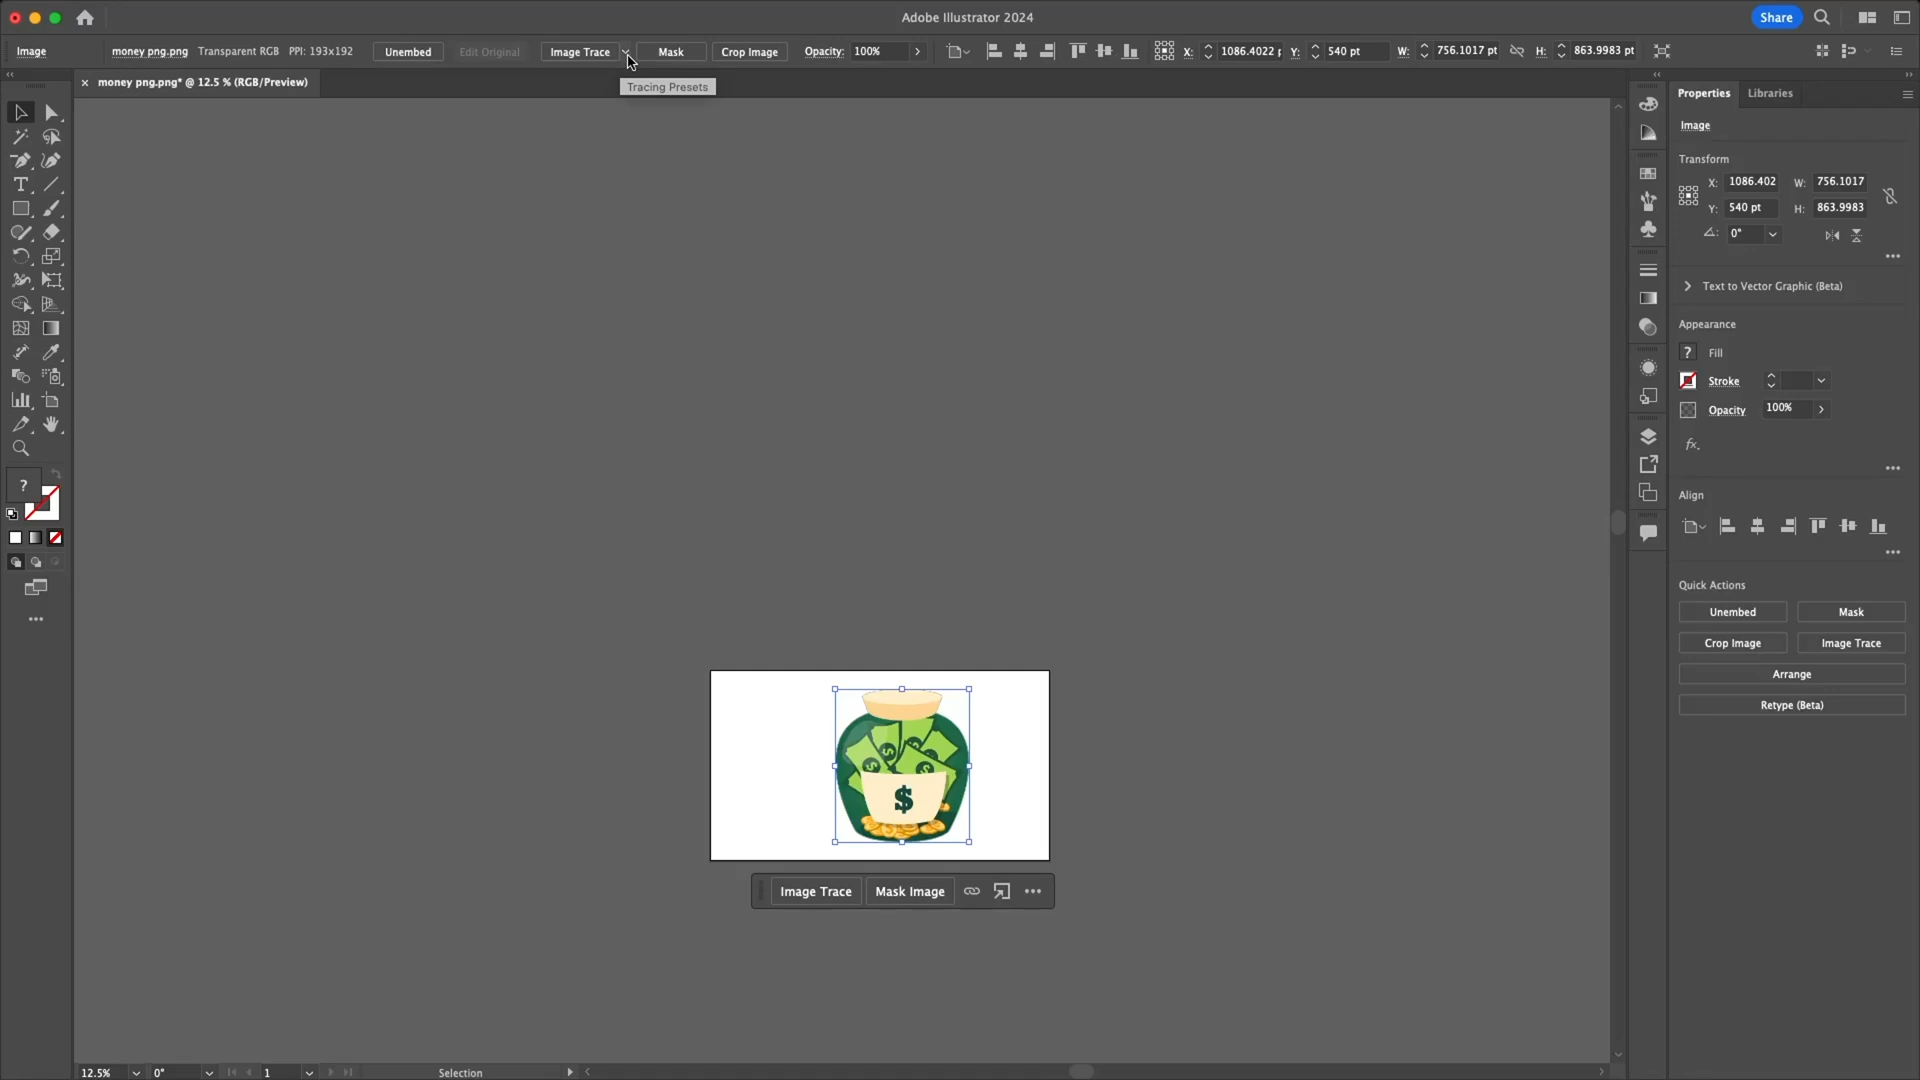 Adobe Illustrator 2024
Share
Image
money png.png
Transparent RGB
PPI: 193x192
Unembed
Edit Original
Image Trace
Mask
Crop Image
Opacity: 100%
X: 1086.4022 p
Y: 540 pt
W: 756.1017 pt
H: 863.9983 pt
Tracing Presets
× money png.png* @ 12.5 % (RGB/Preview)
Properties
Libraries
Image
Transform
X: 1086.402
W: 756.1017
Y: 540 pt
H: 863.9983
0°
Text to Vector Graphic (Beta)
Appearance
? Fill
Stroke
Opacity 100%
fx.
Align
?
Quick Actions
Unembed
Mask
Crop Image
Image Trace
Arrange
Retype (Beta)
$
Image Trace
Mask Image
12.5%
0°
1
Selection